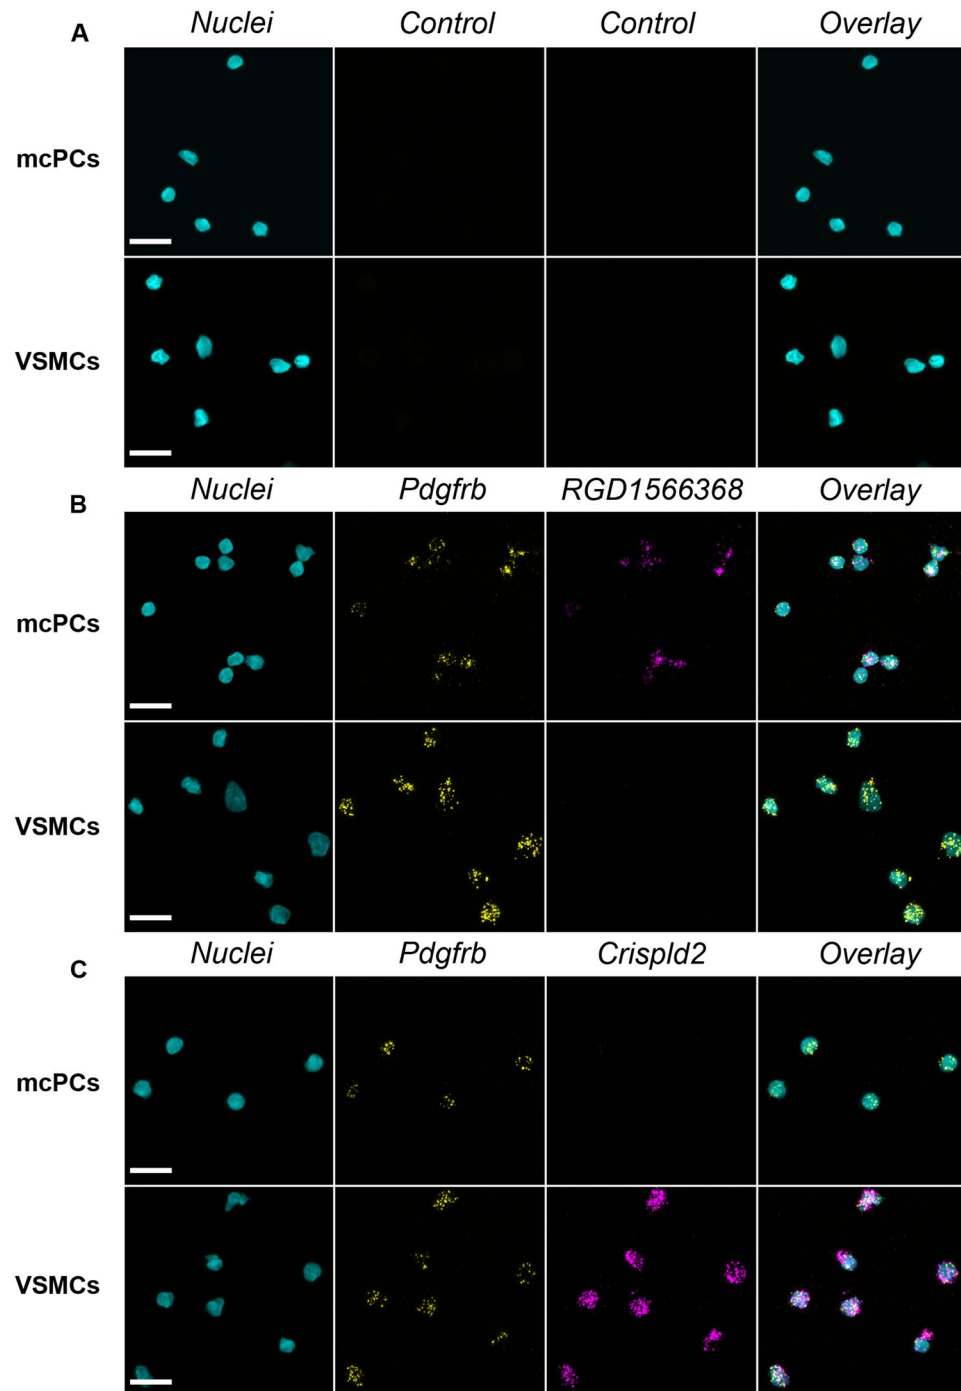 A Nuclei Control Control Overlay
mcPCs
VSMCs
B Nuclei Pdgfrb RGD1566368 Overlay
mcPCs
VSMCs
C Nuclei Pdgfrb Crispld2 Overlay
mcPCs
VSMCs